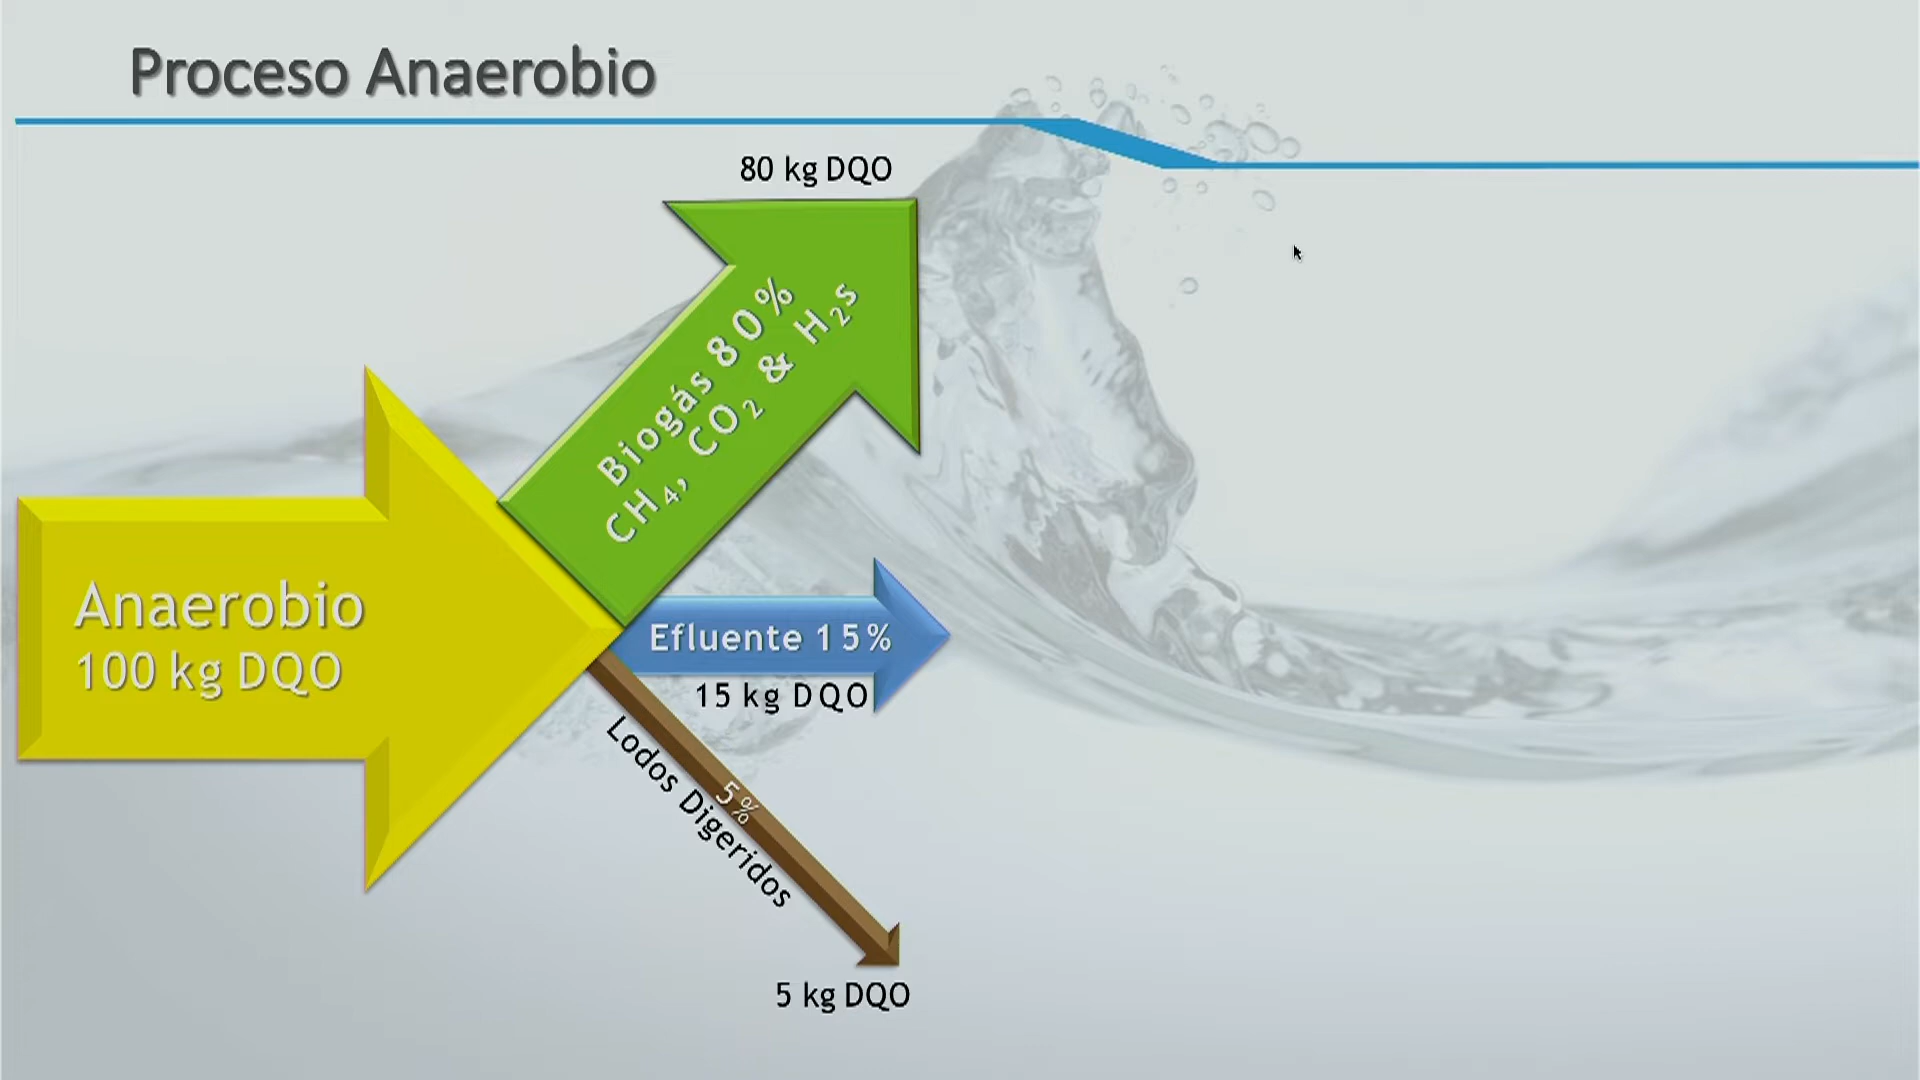 Proceso Anaerobio
80 kg DQO
Biogás 80%
CH₄, CO₂ & H₂s
Anaerobio
100 kg DQO
Efluente 15%
15 kg DQO
5%
Lodos Digeridos
5 kg DQO